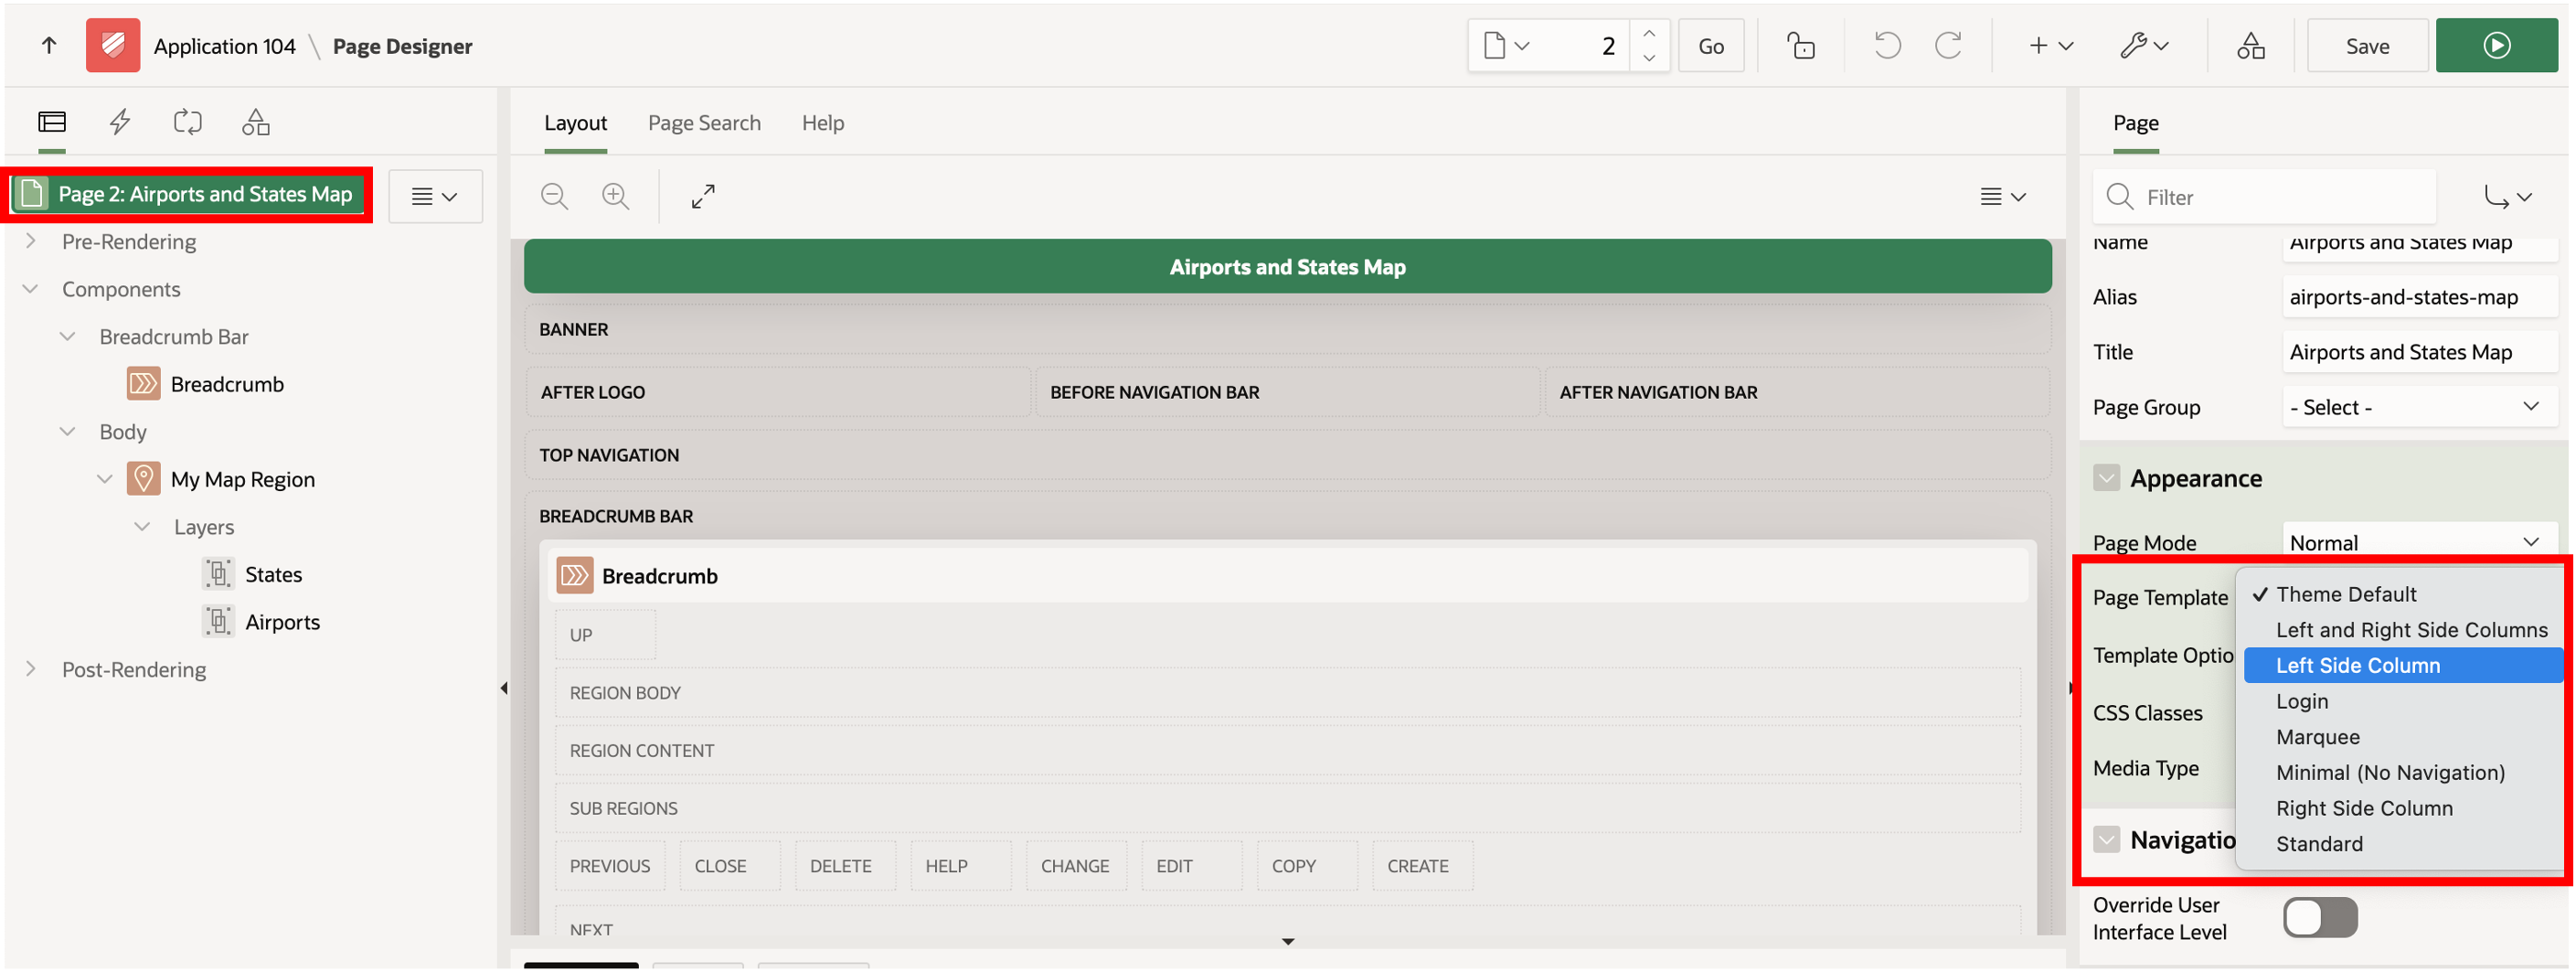 Application 104 \ Page Designer
2
Go
Save
Layout Page Search Help
Page
Page 2: Airports and States Map
Pre-Rendering
Components
Breadcrumb Bar
Breadcrumb
Body
My Map Region
Layers
States
Airports
Post-Rendering
Airports and States Map
BANNER
AFTER LOGO BEFORE NAVIGATION BAR AFTER NAVIGATION BAR
TOP NAVIGATION
BREADCRUMB BAR
Breadcrumb
UP
REGION BODY
REGION CONTENT
SUB REGIONS
PREVIOUS CLOSE DELETE HELP CHANGE EDIT COPY CREATE
NEXT
Filter
Name Airports and States Map
Alias airports-and-states-map
Title Airports and States Map
Page Group - Select -
Appearance
Page Mode Normal
Page Template
Template Optio
CSS Classes
Media Type
Navigatio
✓ Theme Default
Left and Right Side Columns
Left Side Column
Login
Marquee
Minimal (No Navigation)
Right Side Column
Standard
Override User
Interface Level